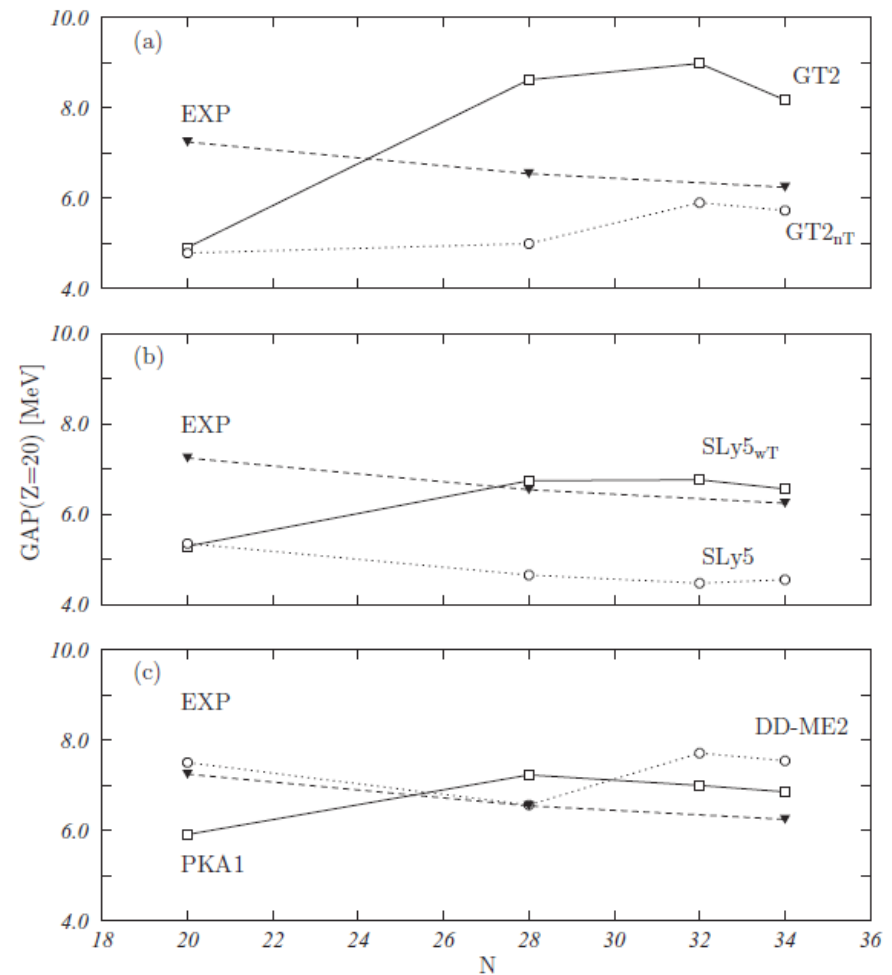 10.0
(a)
GT2
8.0
EXP
6.0
GT2nT
4.0
10.0
(b)
EXP
8.0
SLy5wT
6.0
SLy5
4.0
GAP(Z=20) [MeV]
10.0
(c)
EXP
DD-ME2
8.0
6.0
PKA1
4.0
18 20 22 24 26 28 30 32 34 36
N